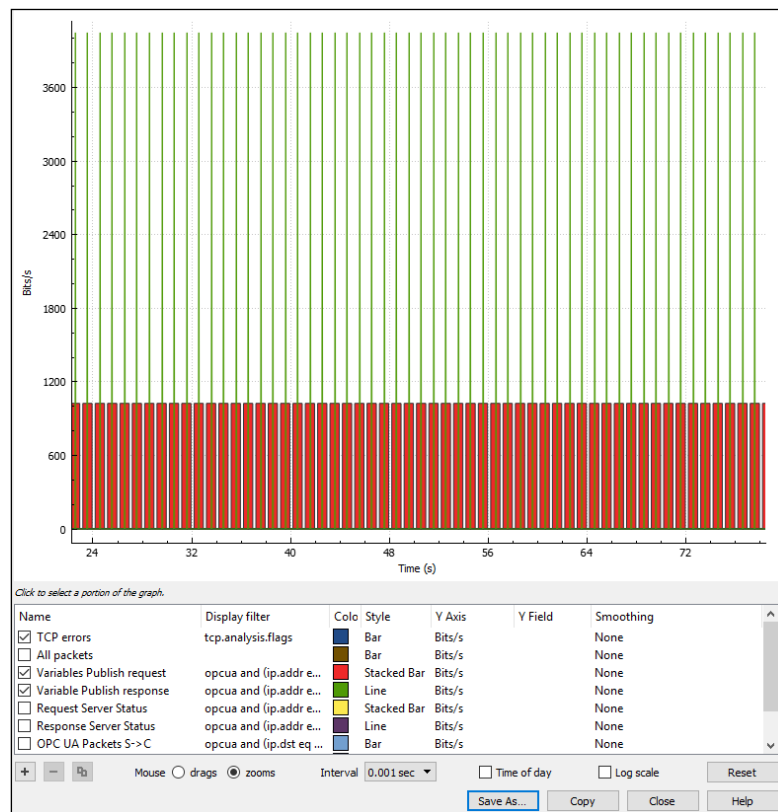 3600
3000
2400
1800
1200
600
0
Bits/s
24 32 40 48 56 64 72
Time (s)
Click to select a portion of the graph.
Name Display filter Colo Style Y Axis Y Field Smoothing
TCP errors tcp.analysis.flags Bar Bits/s None
All packets Bar Bits/s None
Variables Publish request opcua and (ip.addr e... Stacked Bar Bits/s None
Variable Publish response opcua and (ip.addr e... Line Bits/s None
Request Server Status opcua and (ip.addr e... Stacked Bar Bits/s None
Response Server Status opcua and (ip.addr e... Line Bits/s None
OPC UA Packets S->C opcua and (ip.dst eq ... Bar Bits/s None
+ − Mouse drags zooms Interval 0.001 sec Time of day Log scale Reset
Save As... Copy Close Help